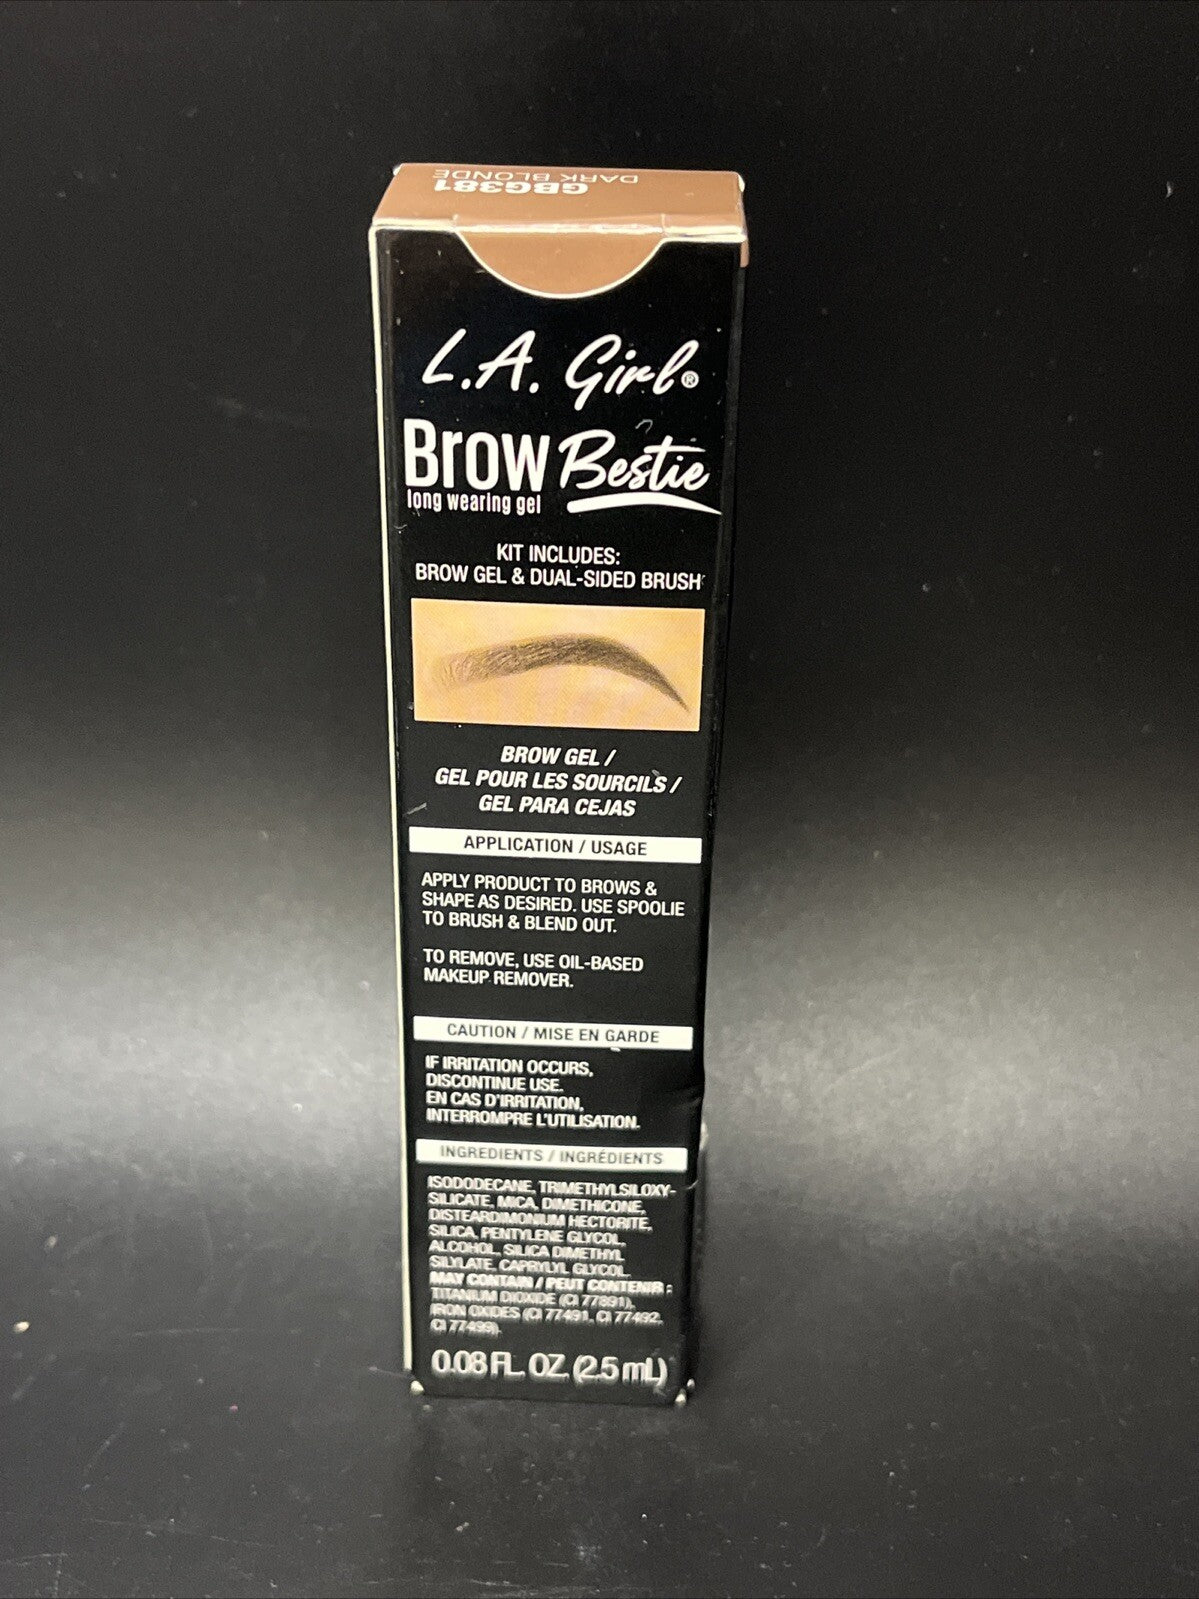 GBG381
DARK BLONDE
L.A. Girl®
Brow Bestie
long wearing gel
KIT INCLUDES:
BROW GEL & DUAL-SIDED BRUSH
BROW GEL /
GEL POUR LES SOURCILS /
GEL PARA CEJAS
APPLICATION / USAGE
APPLY PRODUCT TO BROWS &
SHAPE AS DESIRED. USE SPOOLIE
TO BRUSH & BLEND OUT.
TO REMOVE, USE OIL-BASED
MAKEUP REMOVER.
CAUTION / MISE EN GARDE
IF IRRITATION OCCURS,
DISCONTINUE USE.
EN CAS D'IRRITATION,
INTERROMPRE L'UTILISATION.
INGREDIENTS / INGRÉDIENTS
ISODODECANE, TRIMETHYLSILOXY-
SILICATE, MICA, DIMETHICONE,
DISTEARDIMONIUM HECTORITE,
SILICA, PENTYLENE GLYCOL,
ALCOHOL, SILICA DIMETHYL
SILYLATE, CAPRYLYL GLYCOL.
MAY CONTAIN / PEUT CONTENIR :
TITANIUM DIOXIDE (CI 77891),
IRON OXIDES (CI 77491, CI 77492,
CI 77499).
0.08 FL. OZ. (2.5 mL)